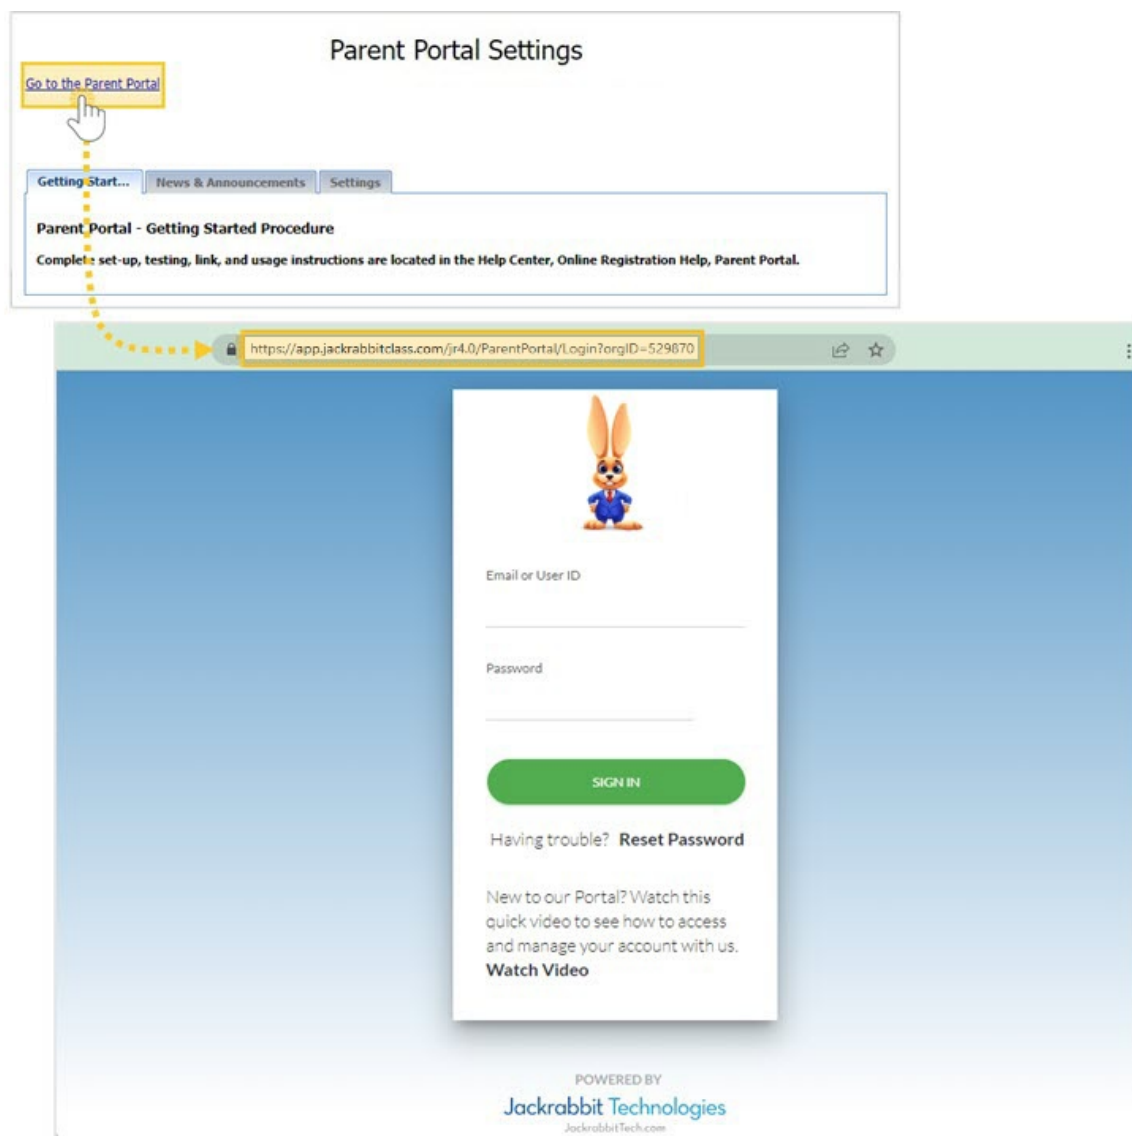 Parent Portal Settings
Go to the Parent Portal
Getting Start...
News & Announcements
Settings
Parent Portal - Getting Started Procedure
Complete set-up, testing, link, and usage instructions are located in the Help Center, Online Registration Help, Parent Portal.
https://app.jackrabbitclass.com/jr4.0/ParentPortal/Login?orgID=529870
Email or User ID
Password
SIGN IN
Having trouble? Reset Password
New to our Portal? Watch this
quick video to see how to access
and manage your account with us.
Watch Video
POWERED BY
Jackrabbit Technologies
JackrabbitTech.com